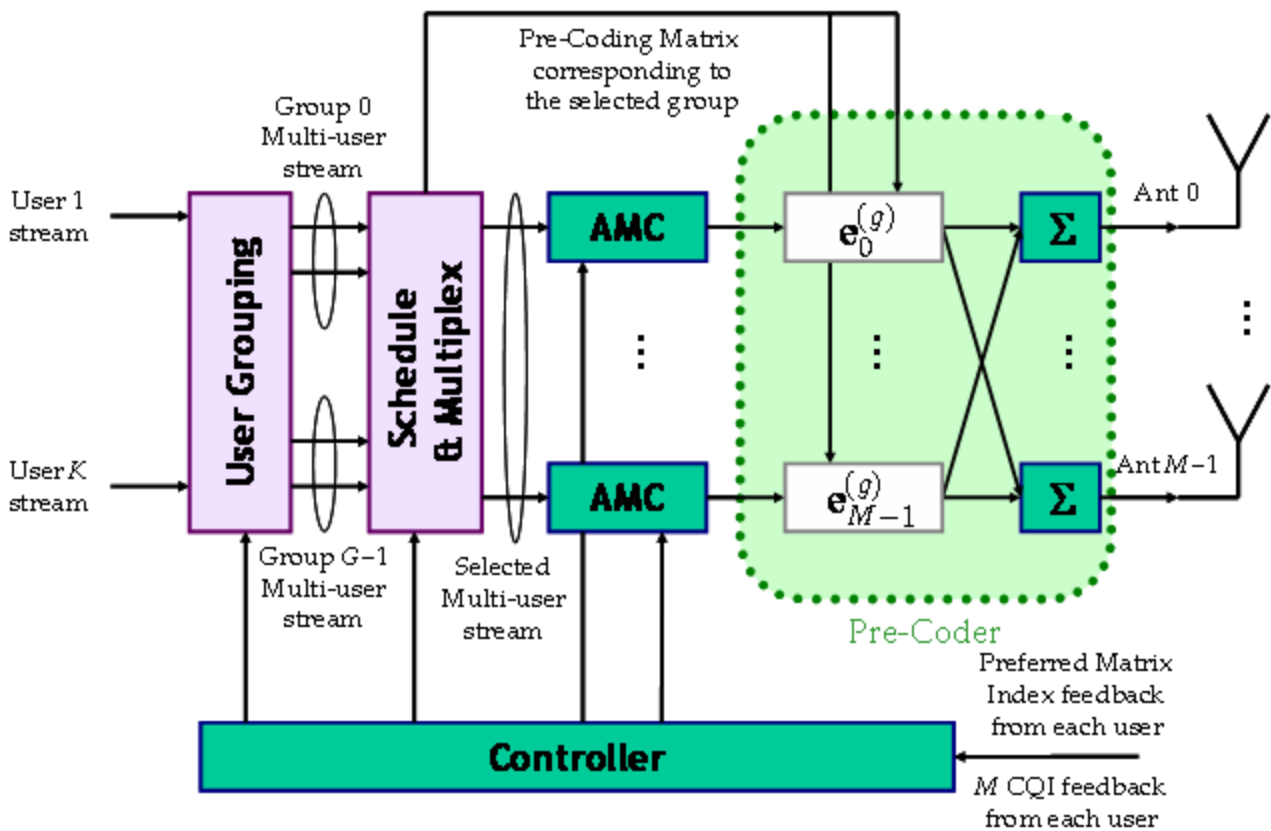 Pre-Coding Matrix
corresponding to
the selected group
Group 0
Multi-user
stream
User 1
stream
User Grouping
Schedule
& Multiplex
AMC
e_0^(g)
Σ
Ant 0
⋮
⋮
⋮
⋮
User K
stream
AMC
e_{M−1}^(g)
Σ
Ant M−1
Group G−1
Multi-user
stream
Selected
Multi-user
stream
Pre-Coder
Preferred Matrix
Index feedback
from each user
Controller
M CQI feedback
from each user